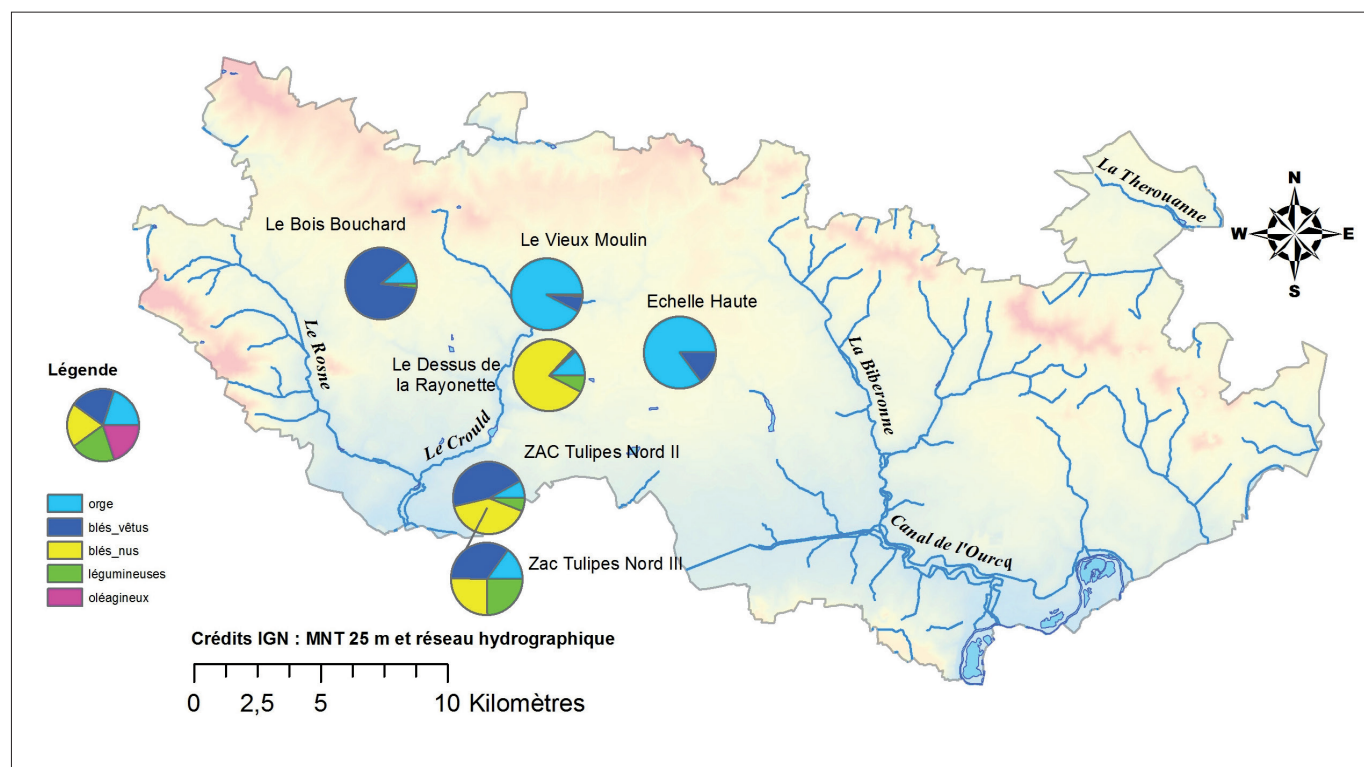 La Therouanne
N
W
E
S
Le Bois Bouchard
Le Vieux Moulin
Echelle Haute
Le Rosne
Le Dessus de
la Rayonette
La Biberonne
Légende
Le Crould
ZAC Tulipes Nord II
orge
blés_vêtus
blés_nus
légumineuses
oléagineux
Canal de l'Ourcq
Zac Tulipes Nord III
Crédits IGN : MNT 25 m et réseau hydrographique
0 2,5 5 10 Kilomètres